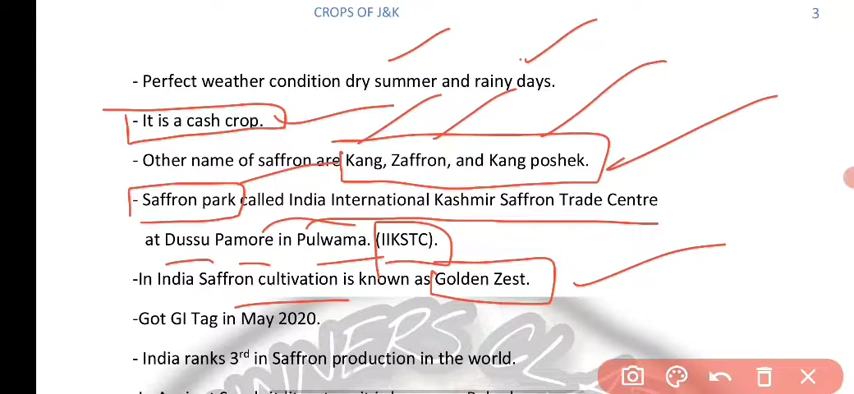 CROPS OF J&K
3
- Perfect weather condition dry summer and rainy days.
- It is a cash crop.
- Other name of saffron are Kang, Zaffron, and Kang poshek.
- Saffron park called India International Kashmir Saffron Trade Centre
at Dussu Pamore in Pulwama. (IIKSTC).
-In India Saffron cultivation is known as Golden Zest.
-Got GI Tag in May 2020.
- India ranks 3rd in Saffron production in the world.